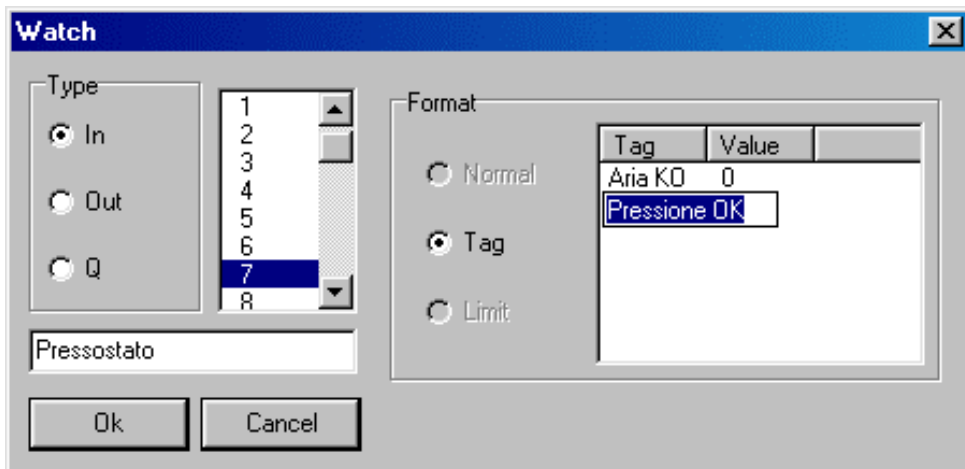 Watch
Type
In
Out
Q
1
2
3
4
5
6
7
8
Pressostato
Ok
Cancel
Format
Normal
Tag
Limit
Tag Value
Aria KO 0
Pressione OK